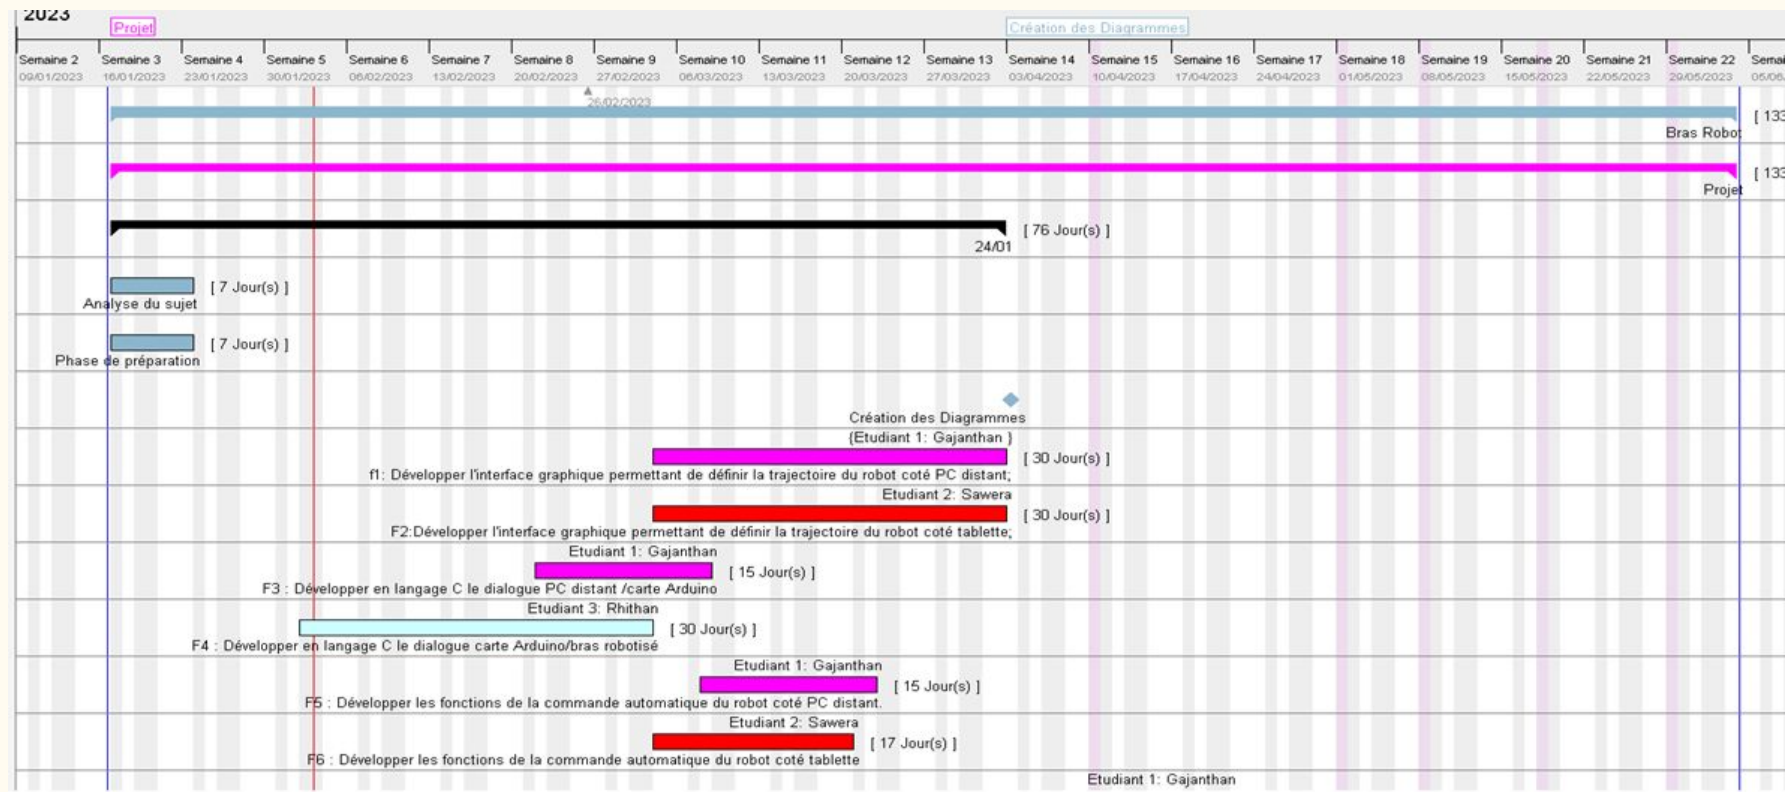 2023
Projet
Création des Diagrammes
Semaine 2 Semaine 3 Semaine 4 Semaine 5 Semaine 6 Semaine 7 Semaine 8 Semaine 9 Semaine 10 Semaine 11 Semaine 12 Semaine 13 Semaine 14 Semaine 15 Semaine 16 Semaine 17 Semaine 18 Semaine 19 Semaine 20 Semaine 21 Semaine 22
09/01/2023 16/01/2023 23/01/2023 30/01/2023 06/02/2023 13/02/2023 20/02/2023 27/02/2023 06/03/2023 13/03/2023 20/03/2023 27/03/2023 03/04/2023 10/04/2023 17/04/2023 24/04/2023 01/05/2023 08/05/2023 15/05/2023 22/05/2023 29/05/2023
26/02/2023
[ 133
Bras Robot
[ 133
Projet
[ 76 Jour(s) ]
24/01
[ 7 Jour(s) ]
Analyse du sujet
[ 7 Jour(s) ]
Phase de préparation
Création des Diagrammes
{Etudiant 1: Gajanthan }
[ 30 Jour(s) ]
f1: Développer l'interface graphique permettant de définir la trajectoire du robot coté PC distant;
Etudiant 2: Sawera
[ 30 Jour(s) ]
F2:Développer l'interface graphique permettant de définir la trajectoire du robot coté tablette;
Etudiant 1: Gajanthan
[ 15 Jour(s) ]
F3 : Développer en langage C le dialogue PC distant /carte Arduino
Etudiant 3: Rhithan
[ 30 Jour(s) ]
F4 : Développer en langage C le dialogue carte Arduino/bras robotisé
Etudiant 1: Gajanthan
[ 15 Jour(s) ]
F5 : Développer les fonctions de la commande automatique du robot coté PC distant.
Etudiant 2: Sawera
[ 17 Jour(s) ]
F6 : Développer les fonctions de la commande automatique du robot coté tablette
Etudiant 1: Gajanthan